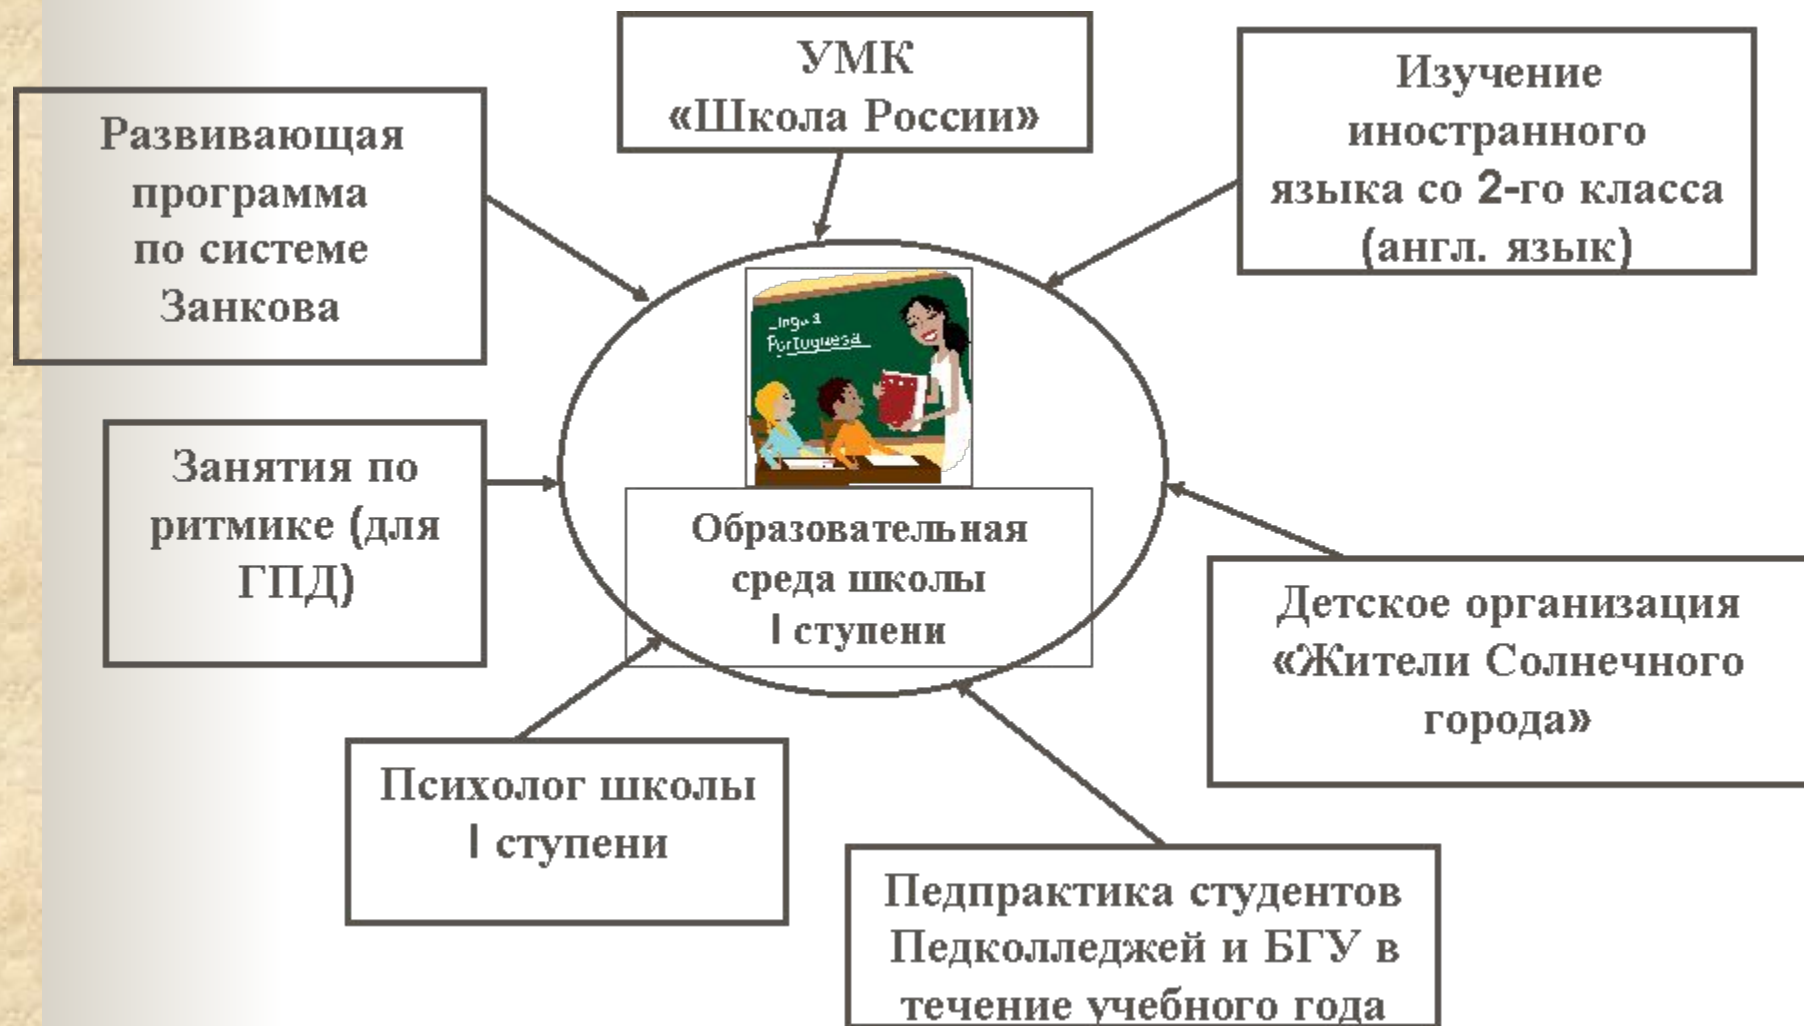 УМК
«Школа России»
Изучение
иностранного
языка со 2-го класса
(англ. язык)
Развивающая
программа
по системе
Занкова
Lingua
Portuguesa
Занятия по
ритмике (для
ГПД)
Образовательная
среда школы
I ступени
Детское организация
«Жители Солнечного
города»
Психолог школы
I ступени
Педпрактика студентов
Педколледжей и БГУ в
течение учебного года